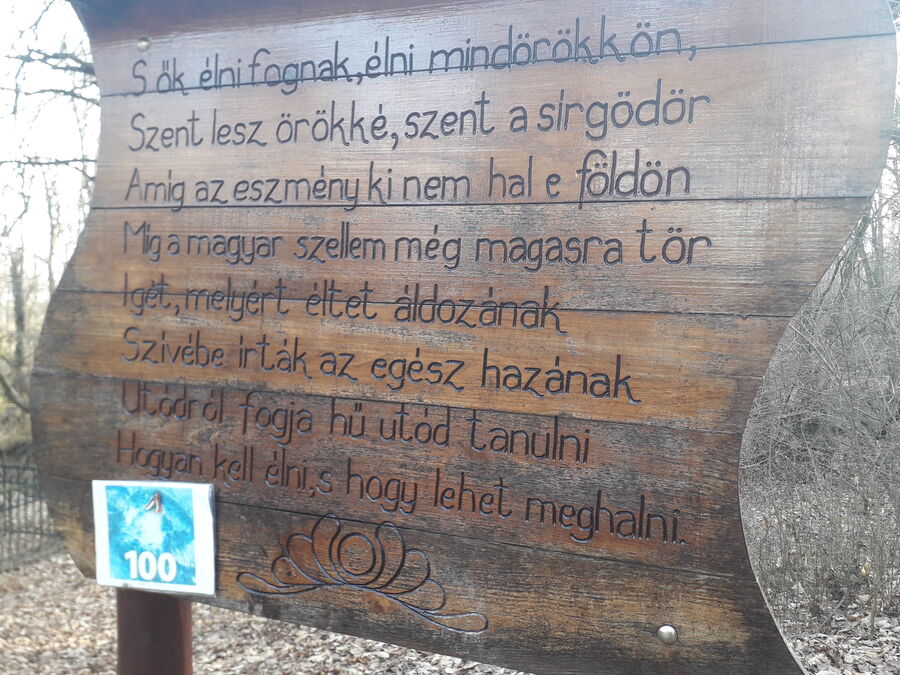 S ők élni fognak, élni mindörökkön,
Szent lesz örökké, szent a sirgödör
Amig az eszmény ki nem hal e földön
Mig a magyar szellem még magasra tör
Igét, melyért éltet áldozának
Szivébe irták az egész hazának
Utódról fogja hű utód tanulni
Hogyan kell élni, s hogy lehet meghalni.
100